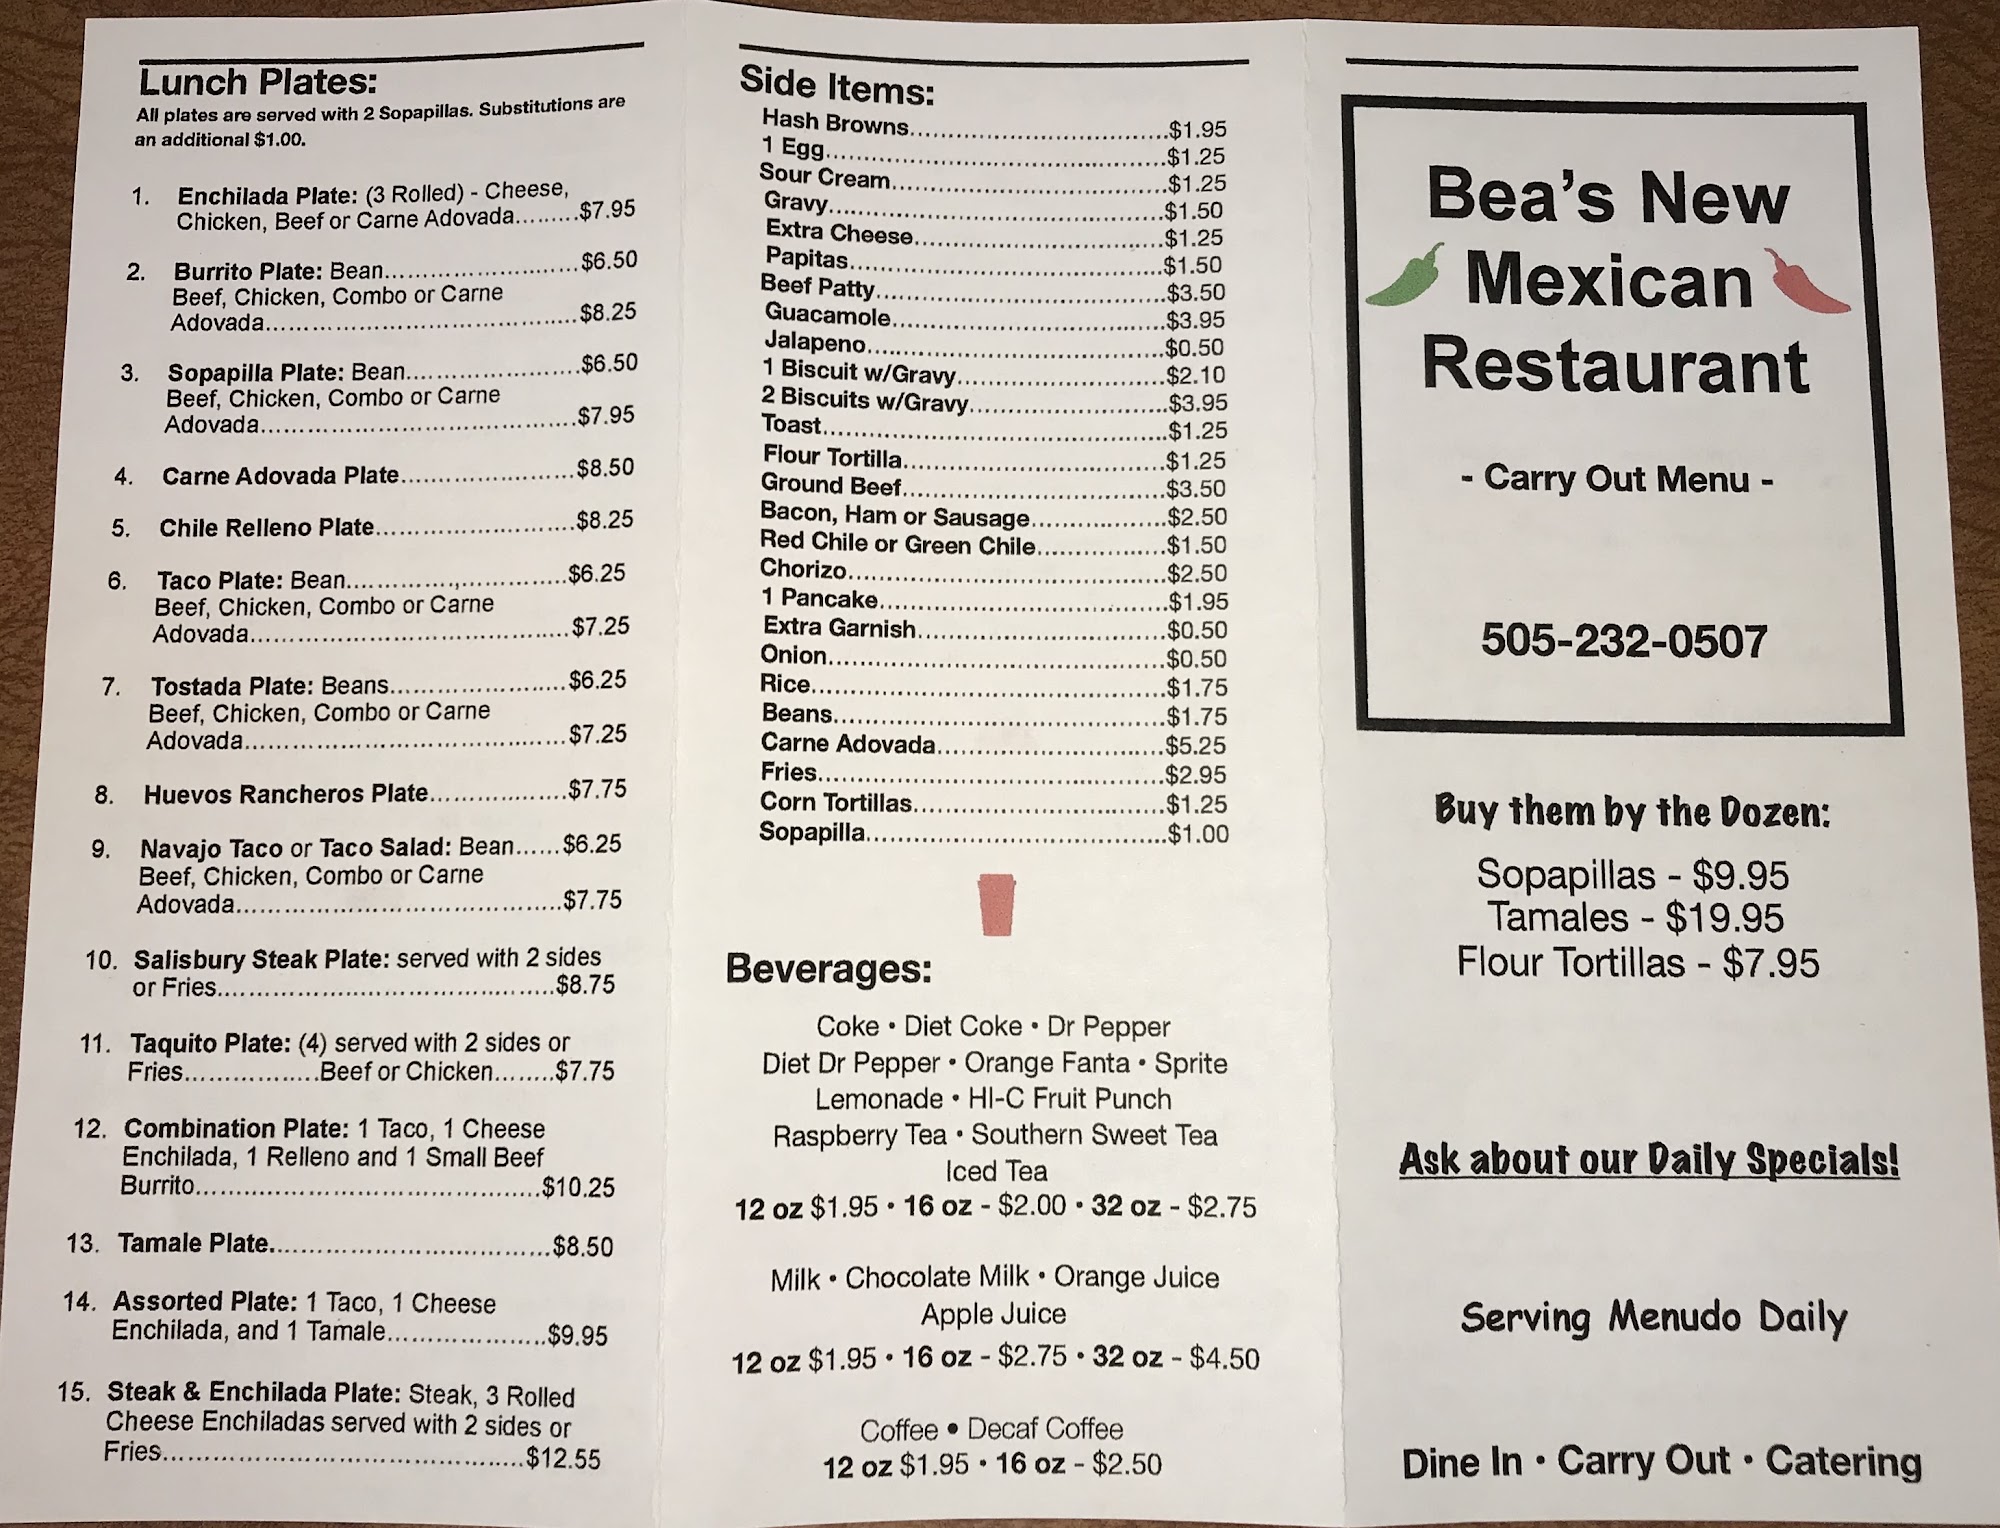 Lunch Plates:
All plates are served with 2 Sopapillas. Substitutions are
an additional $1.00.
1. Enchilada Plate: (3 Rolled) - Cheese,
Chicken, Beef or Carne Adovada.........$7.95
2. Burrito Plate: Bean............................$6.50
Beef, Chicken, Combo or Carne
Adovada.............................................$8.25
3. Sopapilla Plate: Bean.........................$6.50
Beef, Chicken, Combo or Carne
Adovada.............................................$7.95
4. Carne Adovada Plate.........................$8.50
5. Chile Relleno Plate.............................$8.25
6. Taco Plate: Bean................................$6.25
Beef, Chicken, Combo or Carne
Adovada..............................................$7.25
7. Tostada Plate: Beans.........................$6.25
Beef, Chicken, Combo or Carne
Adovada..............................................$7.25
8. Huevos Rancheros Plate....................$7.75
9. Navajo Taco or Taco Salad: Bean......$6.25
Beef, Chicken, Combo or Carne
Adovada...............................................$7.75
10. Salisbury Steak Plate: served with 2 sides
or Fries................................................$8.75
11. Taquito Plate: (4) served with 2 sides or
Fries.................Beef or Chicken........$7.75
12. Combination Plate: 1 Taco, 1 Cheese
Enchilada, 1 Relleno and 1 Small Beef
Burrito.................................................$10.25
13. Tamale Plate........................................$8.50
14. Assorted Plate: 1 Taco, 1 Cheese
Enchilada, and 1 Tamale.......................$9.95
15. Steak & Enchilada Plate: Steak, 3 Rolled
Cheese Enchiladas served with 2 sides or
Fries....................................................$12.55
Side Items:
Hash Browns.....................................$1.95
1 Egg.................................................$1.25
Sour Cream.......................................$1.25
Gravy.................................................$1.50
Extra Cheese....................................$1.25
Papitas..............................................$1.50
Beef Patty..........................................$3.50
Guacamole........................................$3.95
Jalapeno............................................$0.50
1 Biscuit w/Gravy..............................$2.10
2 Biscuits w/Gravy............................$3.95
Toast..................................................$1.25
Flour Tortilla......................................$1.25
Ground Beef......................................$3.50
Bacon, Ham or Sausage...................$2.50
Red Chile or Green Chile..................$1.50
Chorizo..............................................$2.50
1 Pancake..........................................$1.95
Extra Garnish....................................$0.50
Onion.................................................$0.50
Rice...................................................$1.75
Beans.................................................$1.75
Carne Adovada.................................$5.25
Fries...................................................$2.95
Corn Tortillas.....................................$1.25
Sopapilla............................................$1.00
Beverages:
Coke • Diet Coke • Dr Pepper
Diet Dr Pepper • Orange Fanta • Sprite
Lemonade • HI-C Fruit Punch
Raspberry Tea • Southern Sweet Tea
Iced Tea
12 oz $1.95 • 16 oz - $2.00 • 32 oz - $2.75
Milk • Chocolate Milk • Orange Juice
Apple Juice
12 oz $1.95 • 16 oz - $2.75 • 32 oz - $4.50
Coffee • Decaf Coffee
12 oz $1.95 • 16 oz - $2.50
Bea's New
Mexican
Restaurant
- Carry Out Menu -
505-232-0507
Buy them by the Dozen:
Sopapillas - $9.95
Tamales - $19.95
Flour Tortillas - $7.95
Ask about our Daily Specials!
Serving Menudo Daily
Dine In • Carry Out • Catering